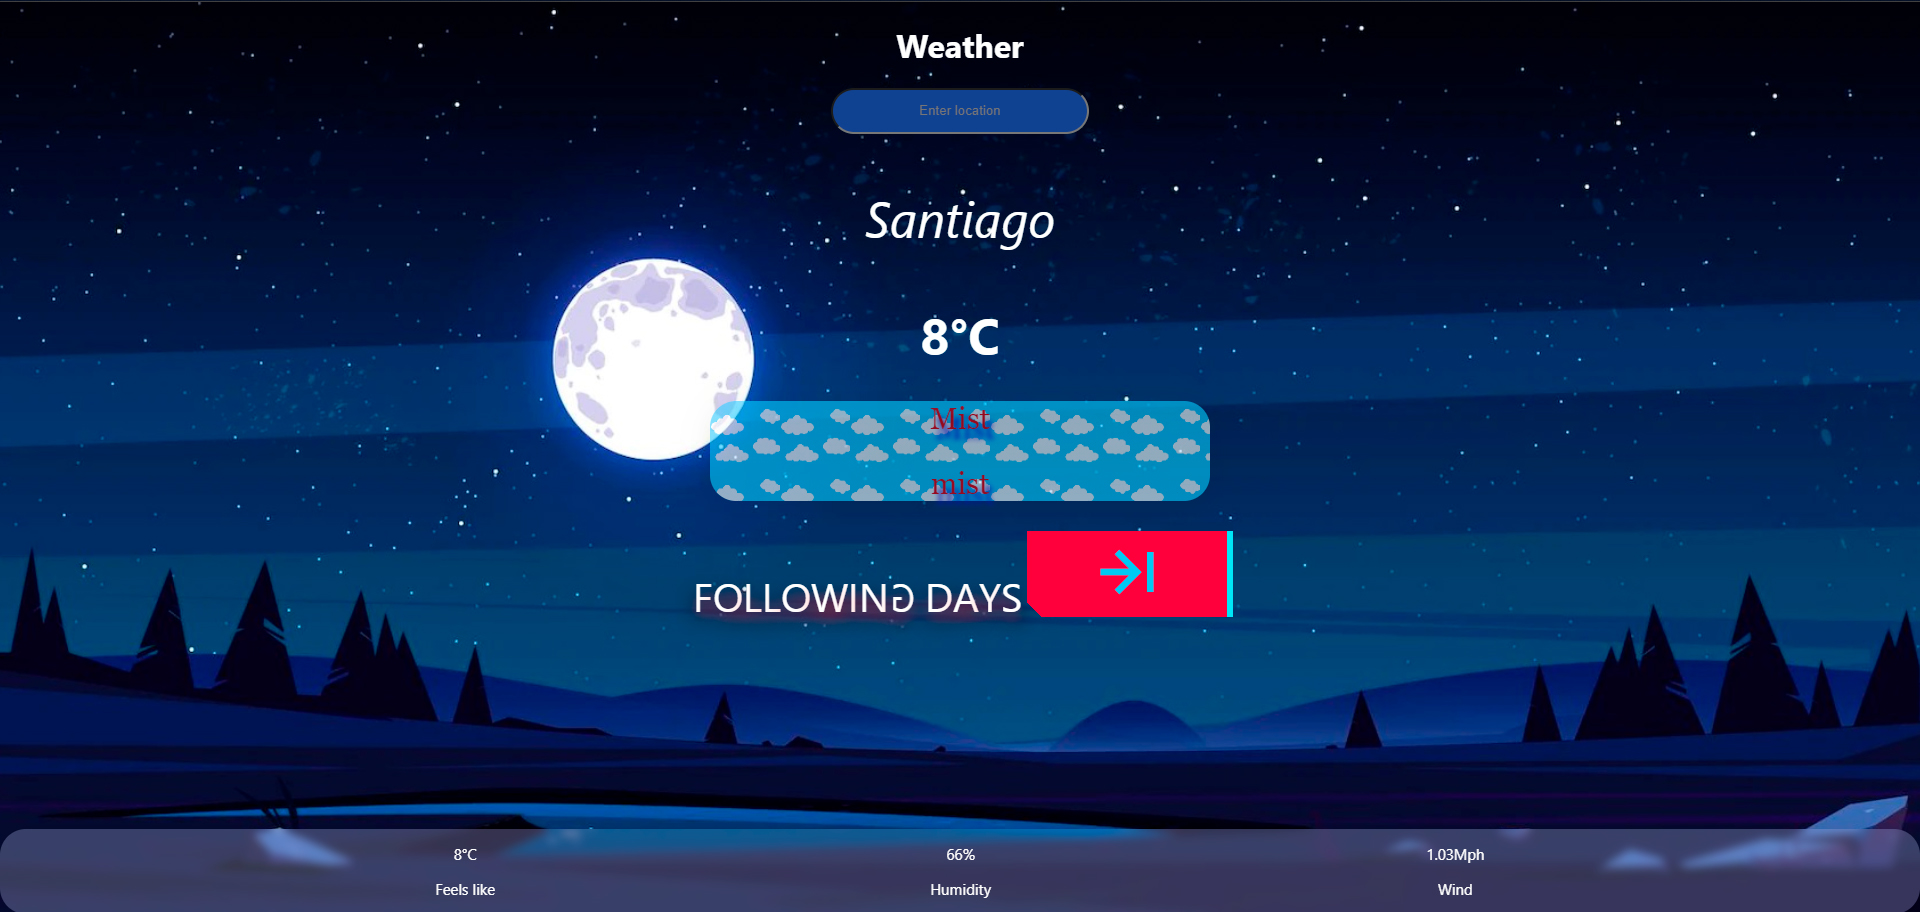 Weather
Enter location
Santiago
8°C
Mist
mist
FOLLOWING DAYS
8°C
66%
1.03Mph
Feels like
Humidity
Wind